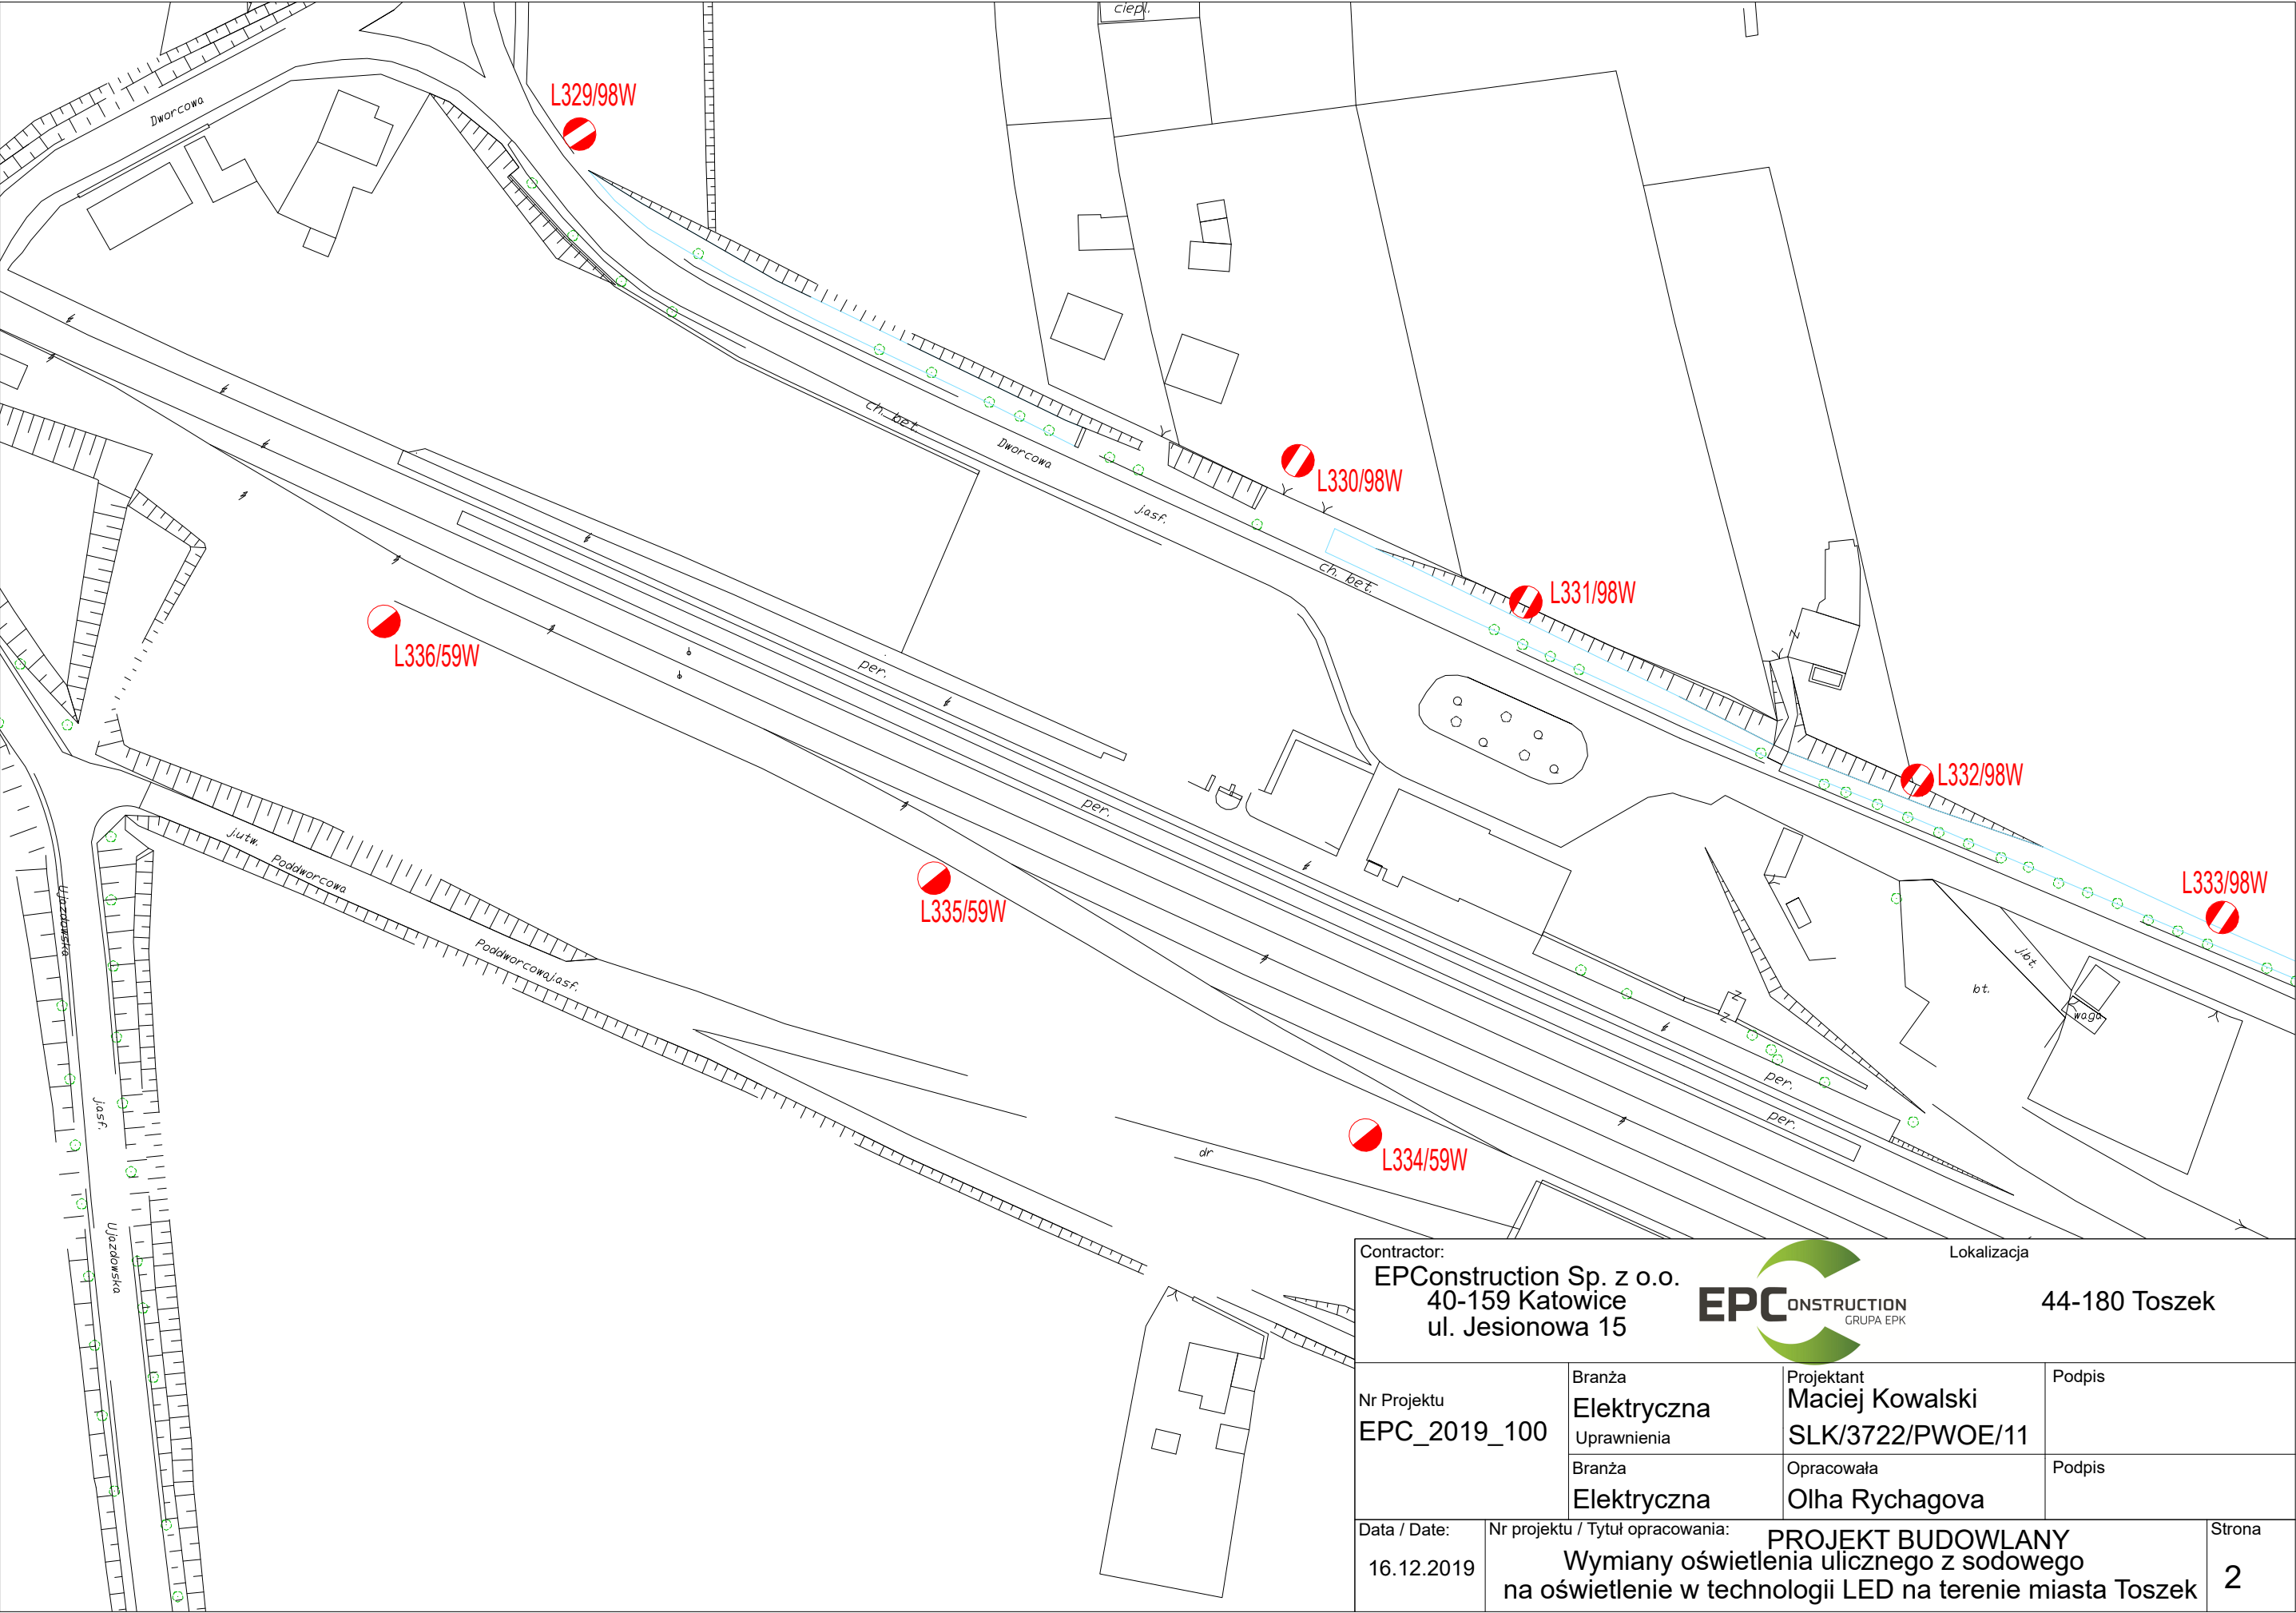 ciepl.
L329/98W
Dworcowa
ch. bet.
Dworcowa
L330/98W
j.asf.
ch. bet.
L331/98W
Z
L336/59W
per.
L332/98W
per.
j.utw.
Poddworcowa
L335/59W
L333/98W
Ujazdowska
Poddworcowa
j.asf.
j.bt.
bt.
waga
Z
Z
per.
per.
j.asf.
dr
L334/59W
Ujazdowska
Contractor:
EPConstruction Sp. z o.o.
40-159 Katowice
ul. Jesionowa 15
EPCONSTRUCTION
GRUPA EPK
Lokalizacja
44-180 Toszek
Nr Projektu
EPC_2019_100
Branża
Elektryczna
Uprawnienia
Projektant
Maciej Kowalski
SLK/3722/PWOE/11
Podpis
Branża
Elektryczna
Opracowała
Olha Rychagova
Podpis
Data / Date:
16.12.2019
Nr projektu / Tytuł opracowania:
PROJEKT BUDOWLANY
Wymiany oświetlenia ulicznego z sodowego
na oświetlenie w technologii LED na terenie miasta Toszek
Strona
2